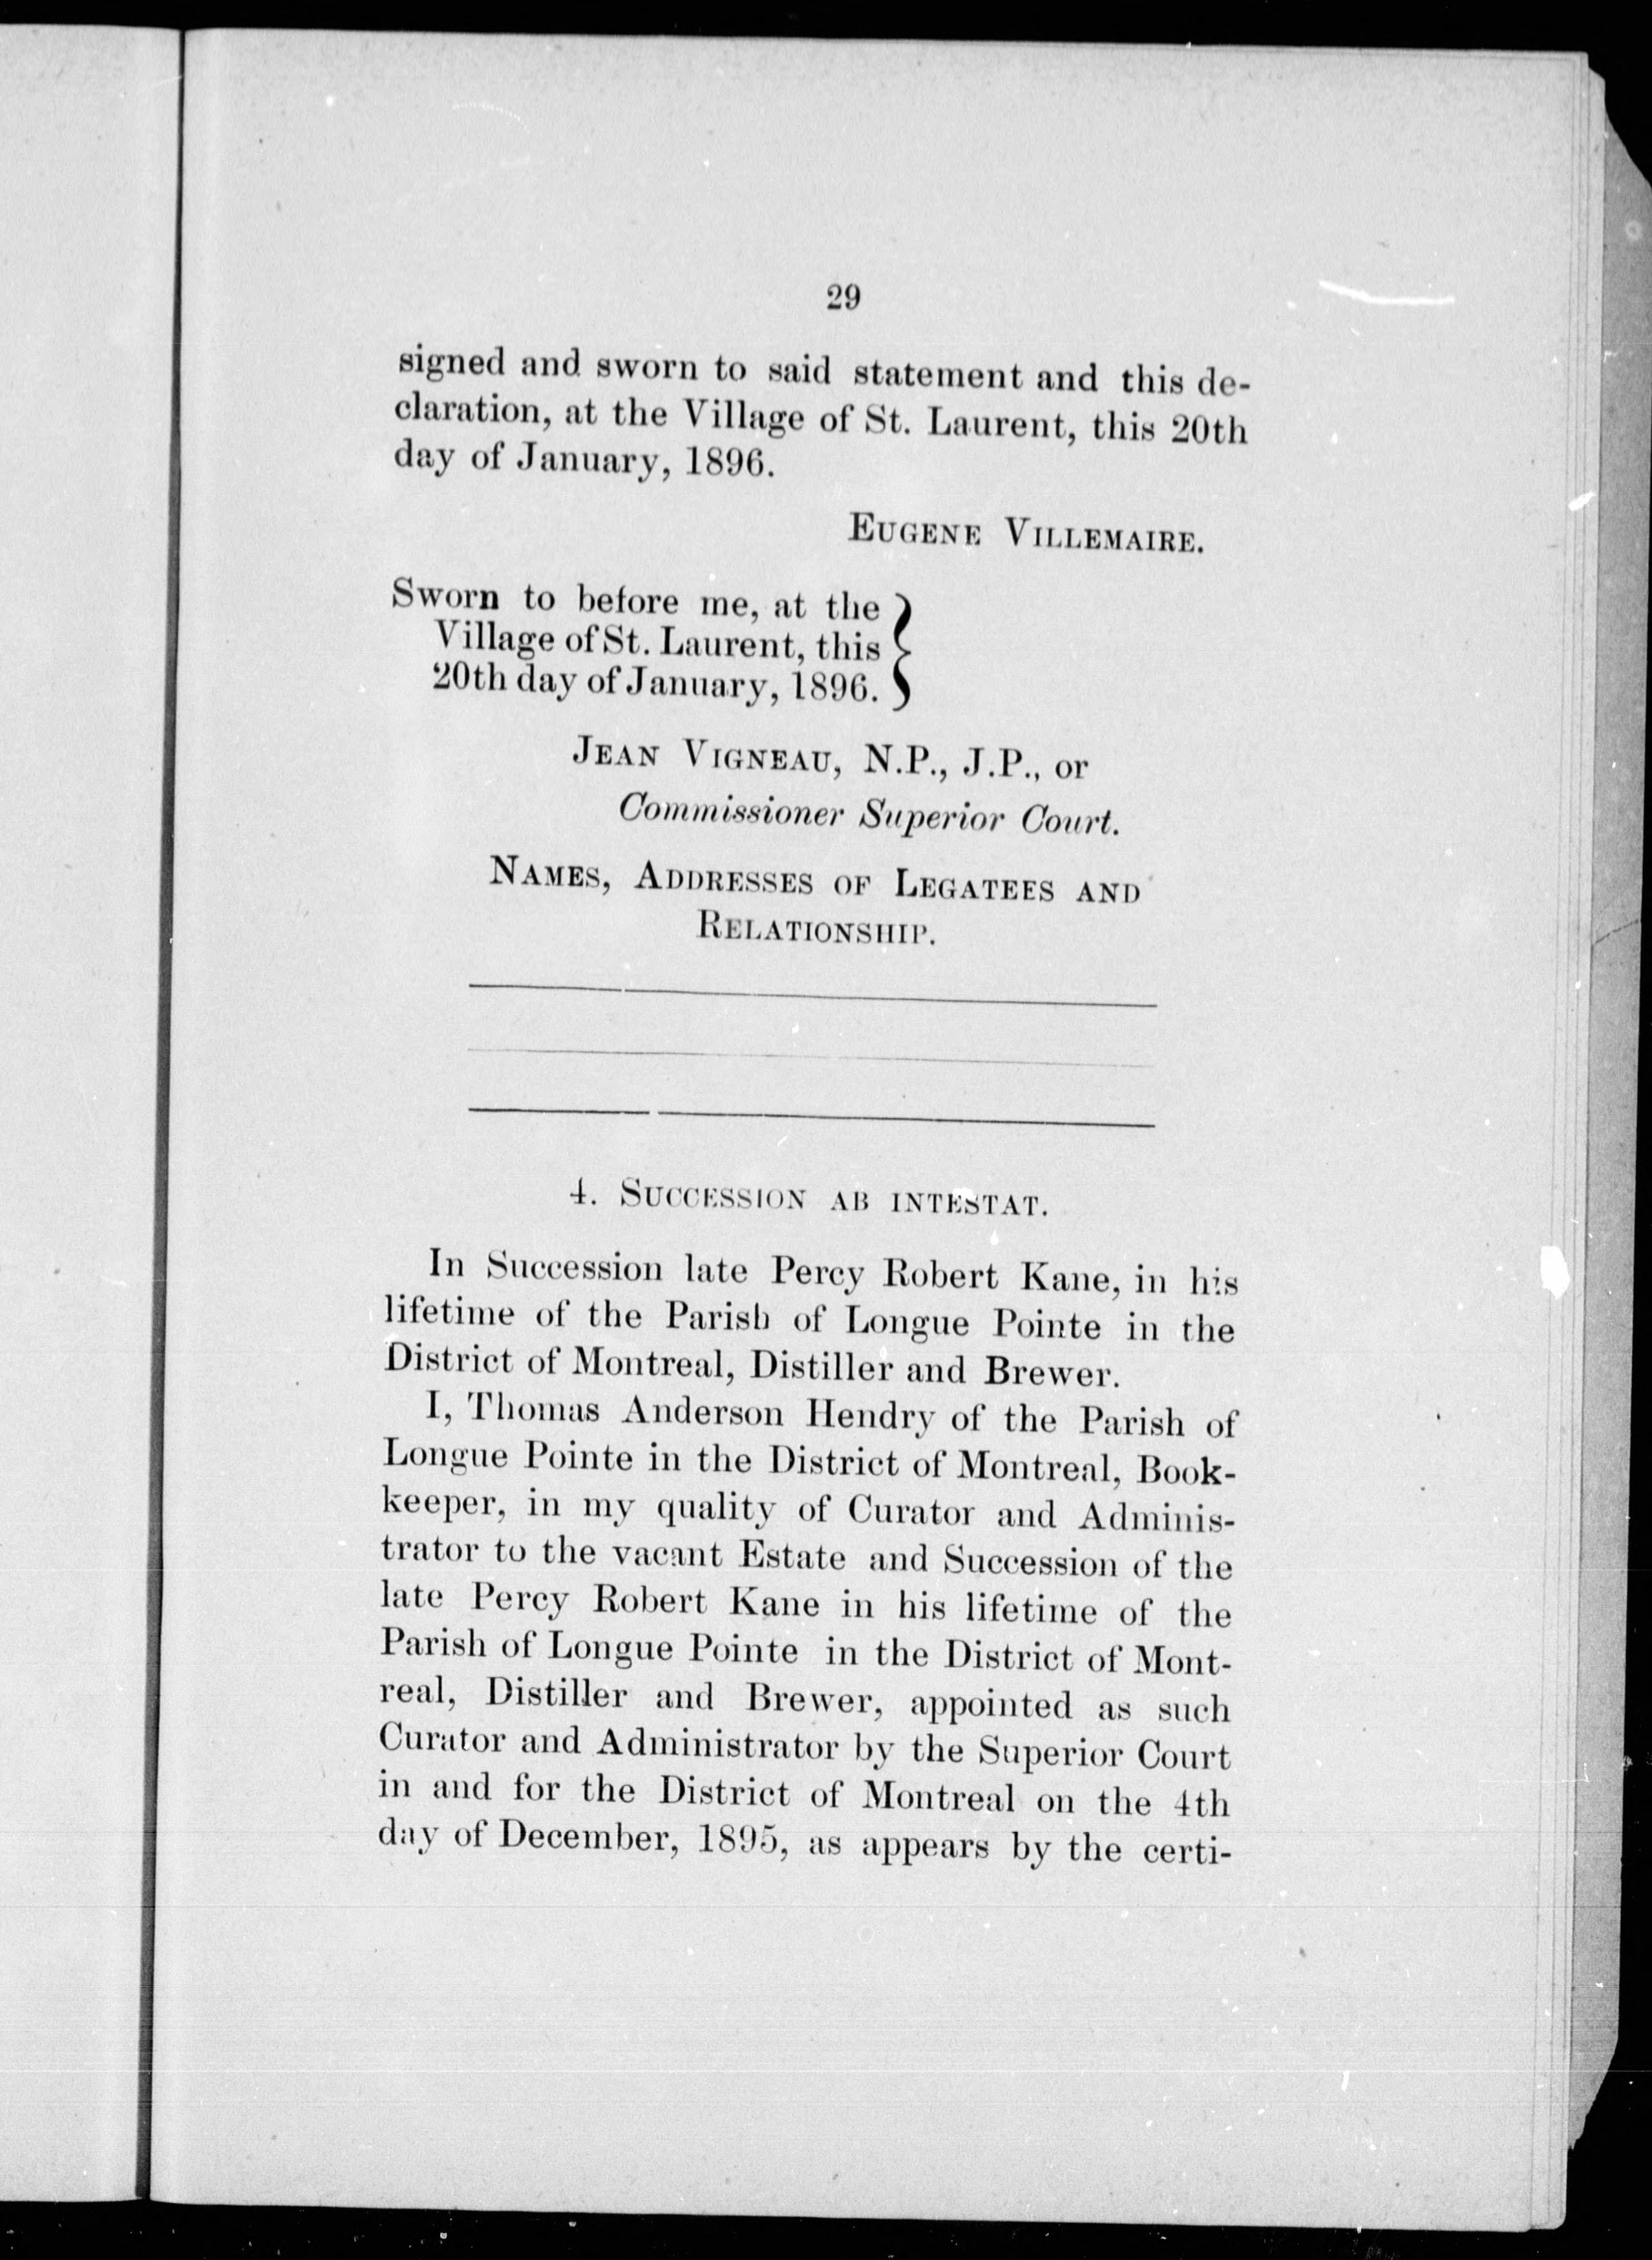 29
signed and sworn to said statement and this de-
claration, at the Village of St. Laurent, this 20th
day of January, 1896.
EUGENE VILLEMAIRE.
Sworn to before me, at the
Village of St. Laurent, this
20th day of January, 1896.
JEAN VIGNEAU, N.P., J.P., or
Commissioner Superior Court.
NAMES, ADDRESSES OF LEGATEES AND
RELATIONSHIP.
4. SUCCESSION AB INTESTAT.
In Succession late Percy Robert Kane, in his
lifetime of the Parish of Longue Pointe in the
District of Montreal, Distiller and Brewer.
I, Thomas Anderson Hendry of the Parish of
Longue Pointe in the District of Montreal, Book-
keeper, in my quality of Curator and Adminis-
trator to the vacant Estate and Succession of the
late Percy Robert Kane in his lifetime of the
Parish of Longue Pointe in the District of Mont-
real, Distiller and Brewer, appointed as such
Curator and Administrator by the Superior Court
in and for the District of Montreal on the 4th
day of December, 1895, as appears by the certi-